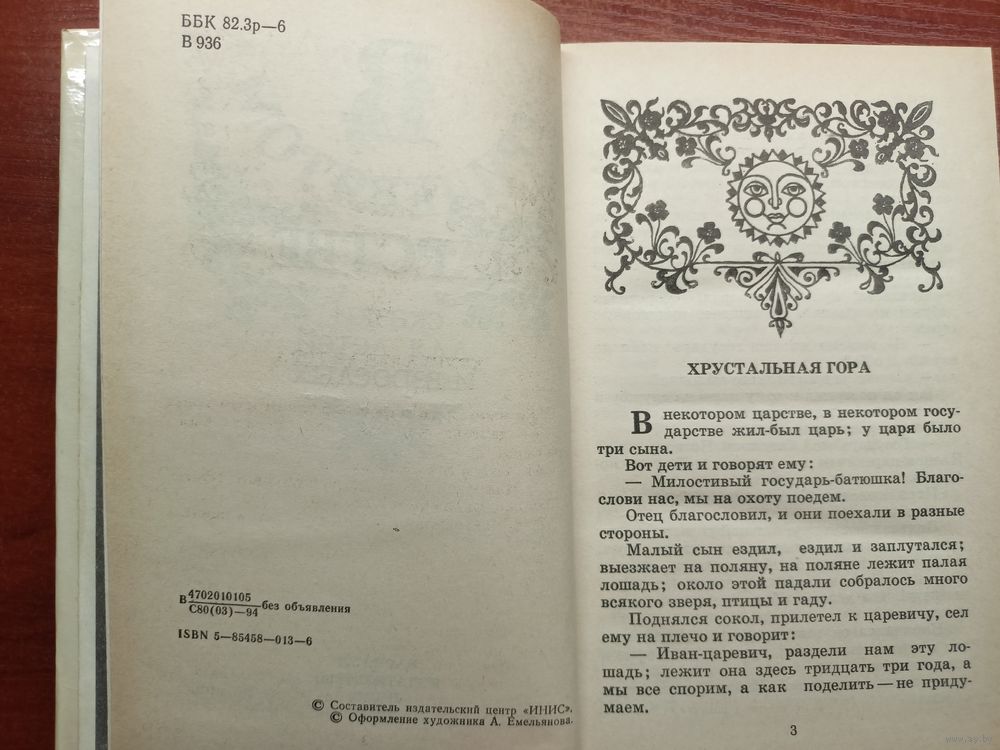 ББК 82.3р—6
В 936
В 4702010105 без объявления
С80(03)—94
ISBN 5—85458—013—6
© Составитель издательский центр «ИНИС».
© Оформление художника А. Емельянова.
ХРУСТАЛЬНАЯ ГОРА
В некотором царстве, в некотором госу-
дарстве жил-был царь; у царя было
три сына.
Вот дети и говорят ему:
— Милостивый государь-батюшка! Благо-
слови нас, мы на охоту поедем.
Отец благословил, и они поехали в разные
стороны.
Малый сын ездил, ездил и заплутался;
выезжает на поляну, на поляне лежит палая
лошадь; около этой падали собралось много
всякого зверя, птицы и гаду.
Поднялся сокол, прилетел к царевичу, сел
ему на плечо и говорит:
— Иван-царевич, раздели нам эту ло-
шадь; лежит она здесь тридцать три года, а
мы все спорим, а как поделить — не приду-
маем.
3